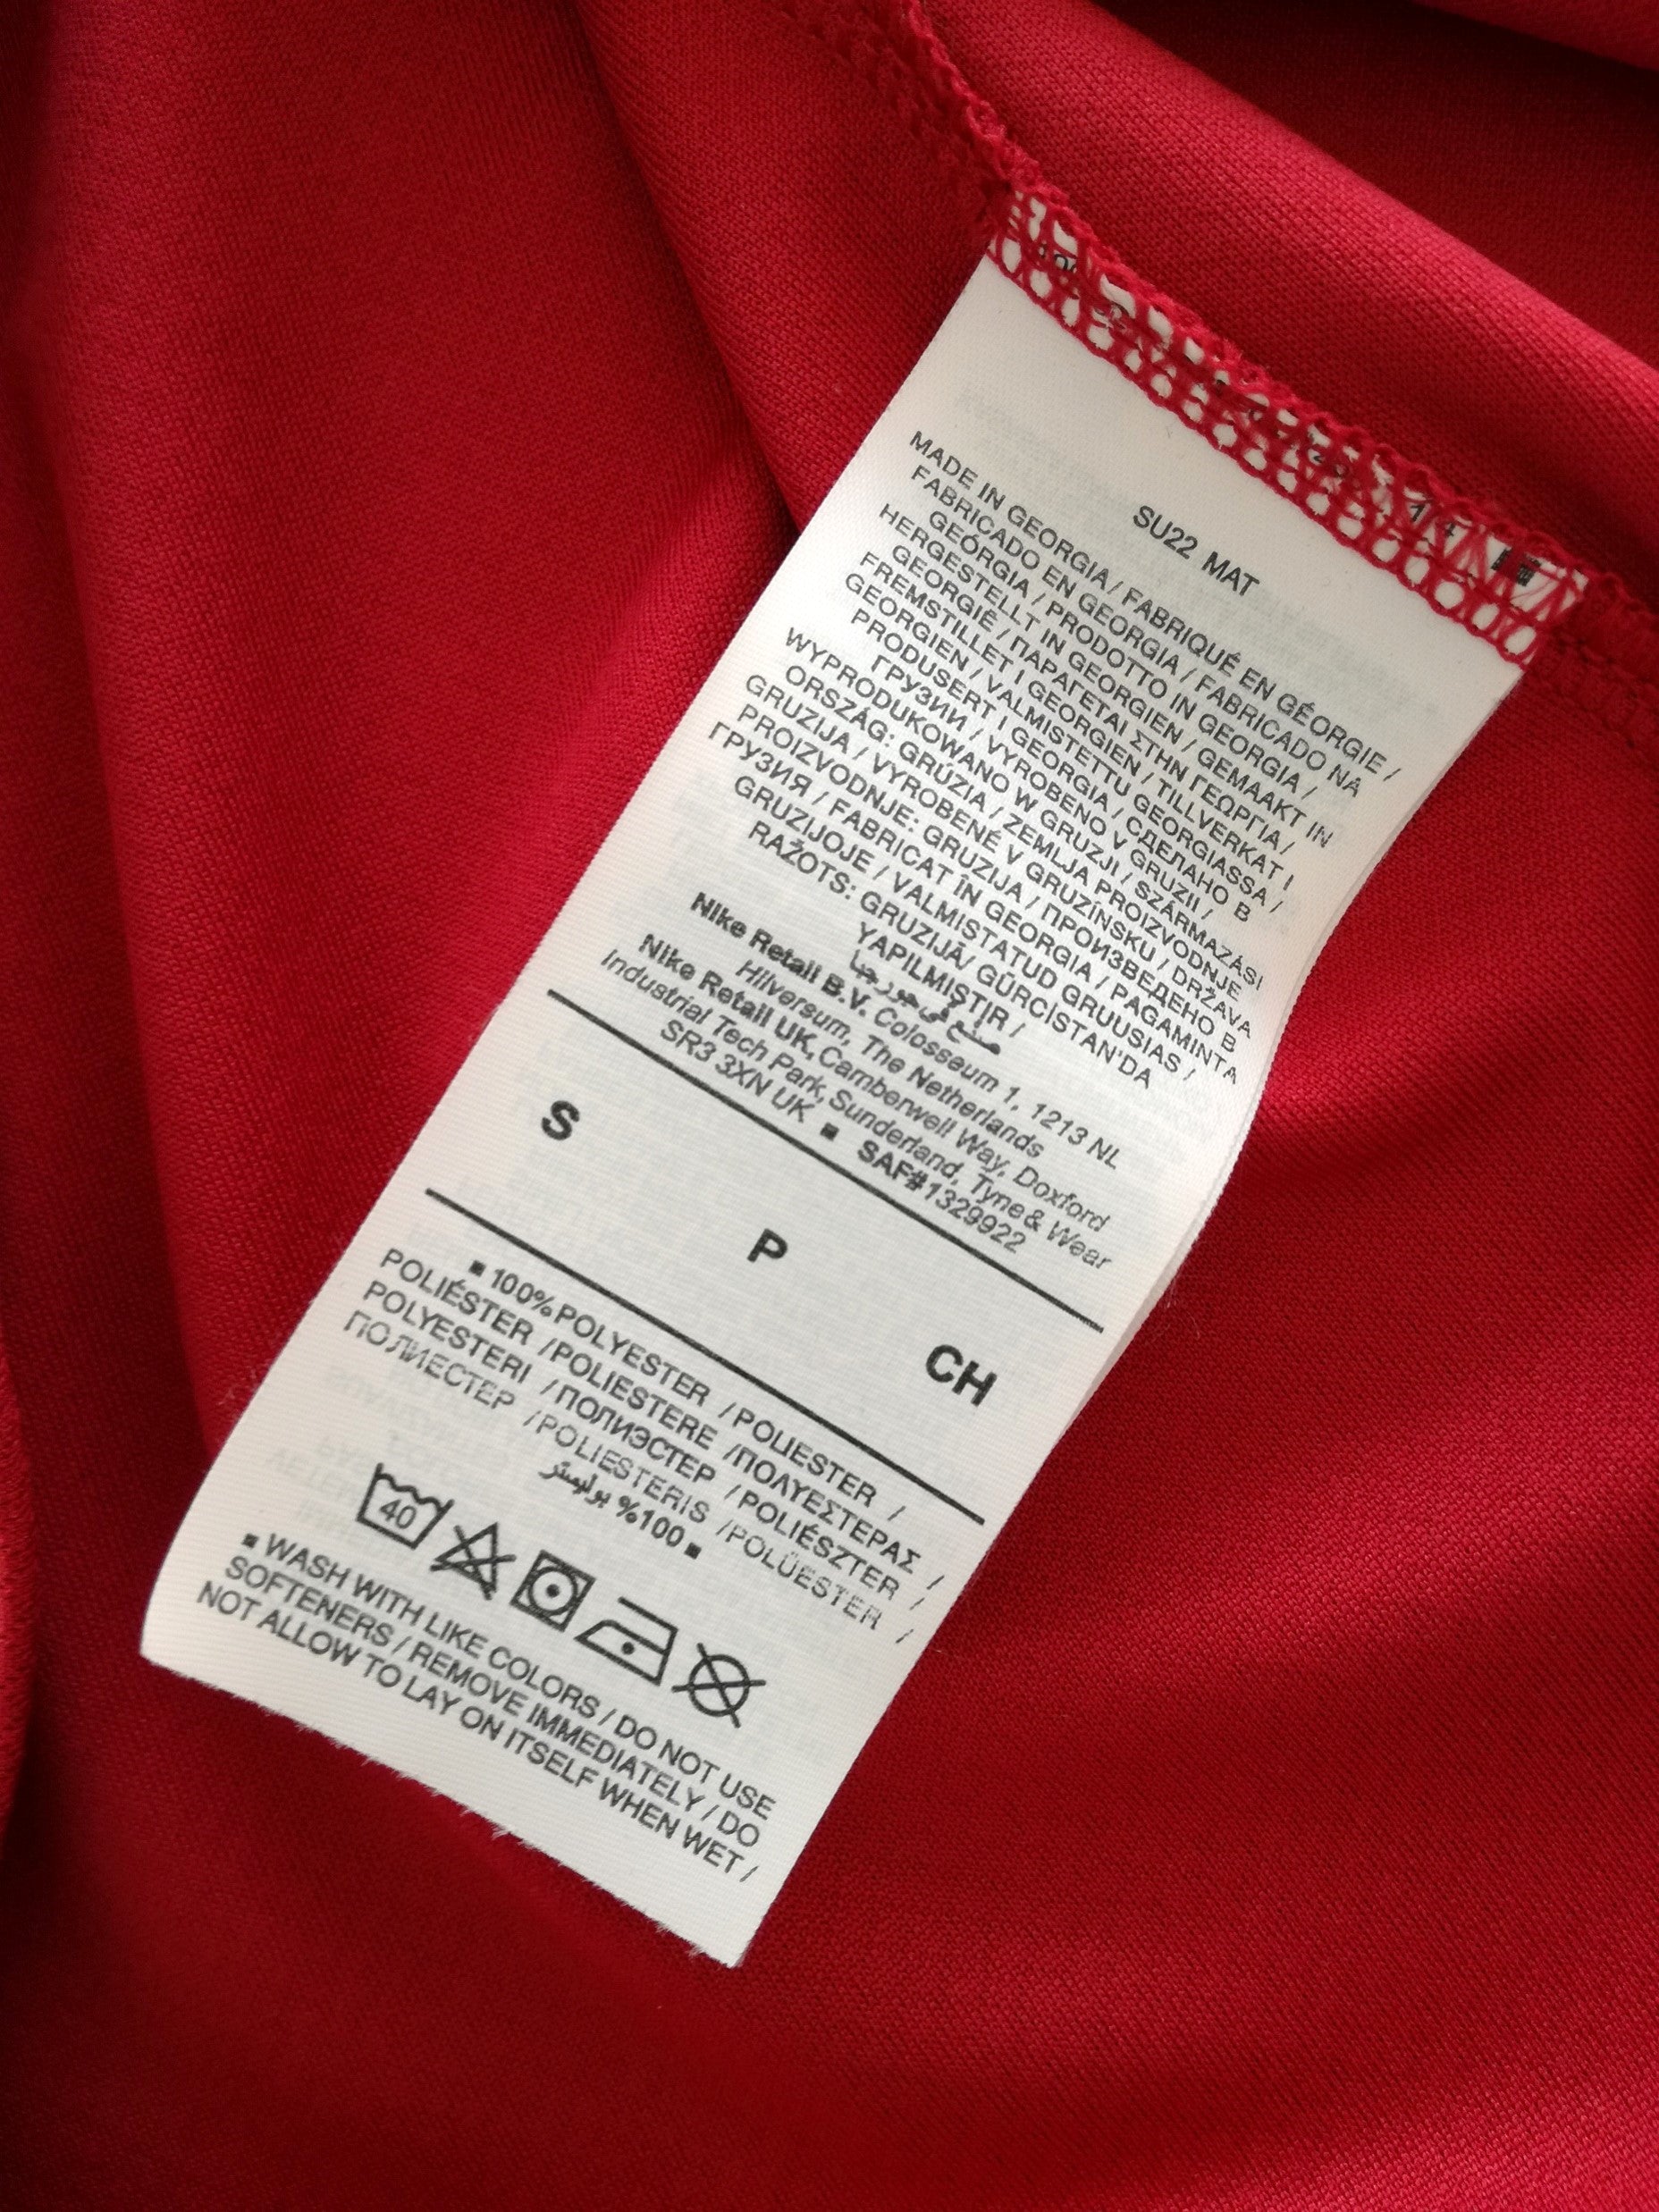 SU22 MAT
MADE IN GEORGIA / FABRIQUÉ EN GÉORGIE /
FABRICADO EN GEORGIA / FABRICADO NA
GEÓRGIA / PRODOTTO IN GEORGIA /
HERGESTELLT IN GEORGIEN / GEMAAKT IN
GEORGIË / ΠΑΡΑΓΕΤΑΙ ΣΤΗΝ ΓΕΩΡΓΙΑ /
FREMSTILLET I GEORGIEN / TILLVERKAT I
GEORGIEN / VALMISTETTU GEORGIASSA /
PRODUSERT I GEORGIA / СДЕЛАНО В
ГРУЗИИ / VYROBENO V GRUZII /
WYPRODUKOWANO W GRUZJI / SZÁRMAZÁSI
ORSZÁG: GRÚZIA / ZEMLJA PROIZVODNJE
GRUZIJA / VYROBENÉ V GRUZÍNSKU / DRŽAVA
PROIZVODNJE: GRUZIJA / ПРОИЗВЕДЕНО В
ГРУЗИЯ / FABRICAT ÎN GEORGIA / PAGAMINTA
GRUZIJOJE / VALMISTATUD GRUUSIAS /
RAŽOTS: GRUZIJĀ/ GÜRCİSTAN'DA
YAPILMIŞTIR /
صنع في جورجيا
Nike Retail B.V. Colosseum 1, 1213 NL
Hilversum, The Netherlands
Nike Retail UK, Camberwell Way, Doxford
Industrial Tech Park, Sunderland, Tyne & Wear
SR3 3XN UK ▪ SAF#1329922
S P CH
▪ 100% POLYESTER / POLIESTER /
POLIÉSTER / POLIESTERE / ΠΟΛΥΕΣΤΕΡΑΣ /
POLYESTERI / ПОЛИЭСТЕР / POLIÉSZTER /
ПОЛИЕСТЕР / POLIESTERIS / POLÜESTER /
▪ 100% بوليستر
40
▪ WASH WITH LIKE COLORS / DO NOT USE
SOFTENERS / REMOVE IMMEDIATELY / DO
NOT ALLOW TO LAY ON ITSELF WHEN WET /